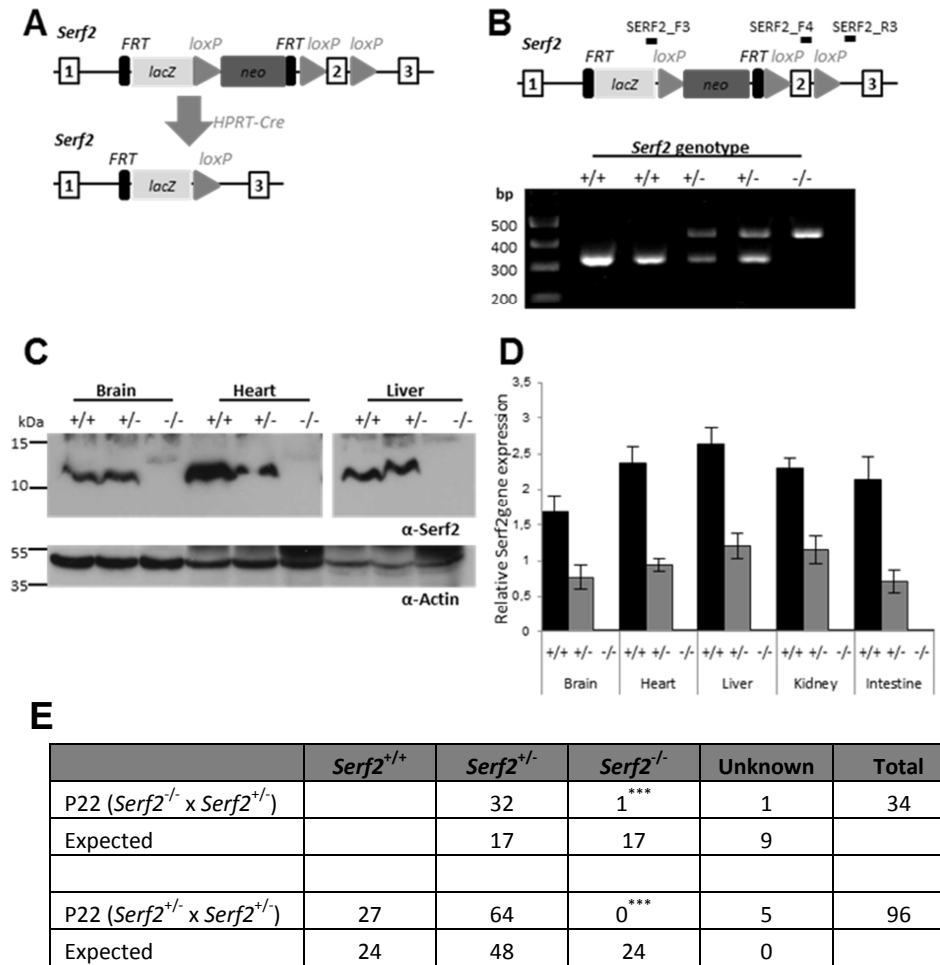 A
Serf2
FRT loxP FRT loxP loxP
1 lacZ neo 2 3
HPRT-Cre
Serf2
FRT loxP
1 lacZ 3
B
SERF2_F3 SERF2_F4 SERF2_R3
Serf2
loxP FRT loxP loxP
1 lacZ neo 2 3
Serf2 genotype
bp +/+ +/+ +/- +/- -/-
500
400
300
200
C
Brain Heart Liver
kDa +/+ +/- -/- +/+ +/- -/- +/+ +/- -/-
15
10
α-Serf2
55
35
α-Actin
D
Relative Serf2gene expression
3,5
3
2,5
2
1,5
1
0,5
0
+/+ +/- -/- +/+ +/- -/- +/+ +/- -/- +/+ +/- -/- +/+ +/- -/-
Brain Heart Liver Kidney Intestine
E
Serf2+/+ Serf2+/- Serf2-/- Unknown Total
P22 (Serf2-/- x Serf2+/-) 32 1*** 1 34
Expected 17 17 9
P22 (Serf2+/- x Serf2+/-) 27 64 0*** 5 96
Expected 24 48 24 0